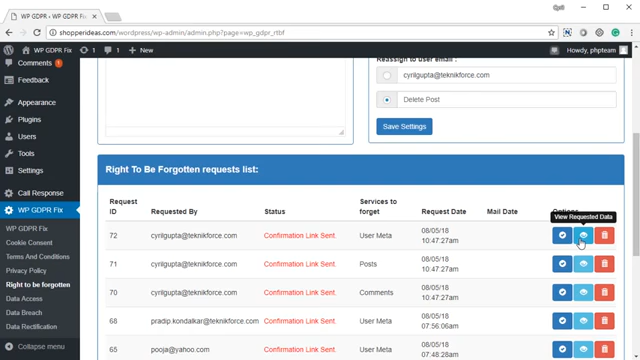 WP GDPR ‹ WP GDPR Fix
shopperideas.com/wordpress/wp-admin/admin.php?page=wp_gdpr_rtbf
WP GDPR Fix
1
1
New
Howdy, phpteam
Comments 1
Feedback
Appearance
Plugins
Users
Tools
Settings
Call Response
WP GDPR Fix
WP GDPR Fix
Cookie Consent
Terms And Conditions
Privacy Policy
Right to be forgotten
Data Access
Data Breach
Data Rectification
Collapse menu
Reassign to user email :
cyrilgupta@teknikforce.com
Delete Post
Save Settings
Right To Be Forgotten requests list:
View Requested Data
Request ID Requested By Status Services to forget Request Date Mail Date Options
72 cyrilgupta@teknikforce.com Confirmation Link Sent User Meta 08/05/18 10:47:27am
71 cyrilgupta@teknikforce.com Confirmation Link Sent. Posts 08/05/18 10:47:27am
70 cyrilgupta@teknikforce.com Confirmation Link Sent. Comments 08/05/18 10:47:27am
68 pradip.kondalkar@teknikforce.com Confirmation Link Sent. User Meta 08/05/18 07:56:06am
65 pooja@yahoo.com Confirmation Link Sent. User Meta 08/05/18 07:48:28am